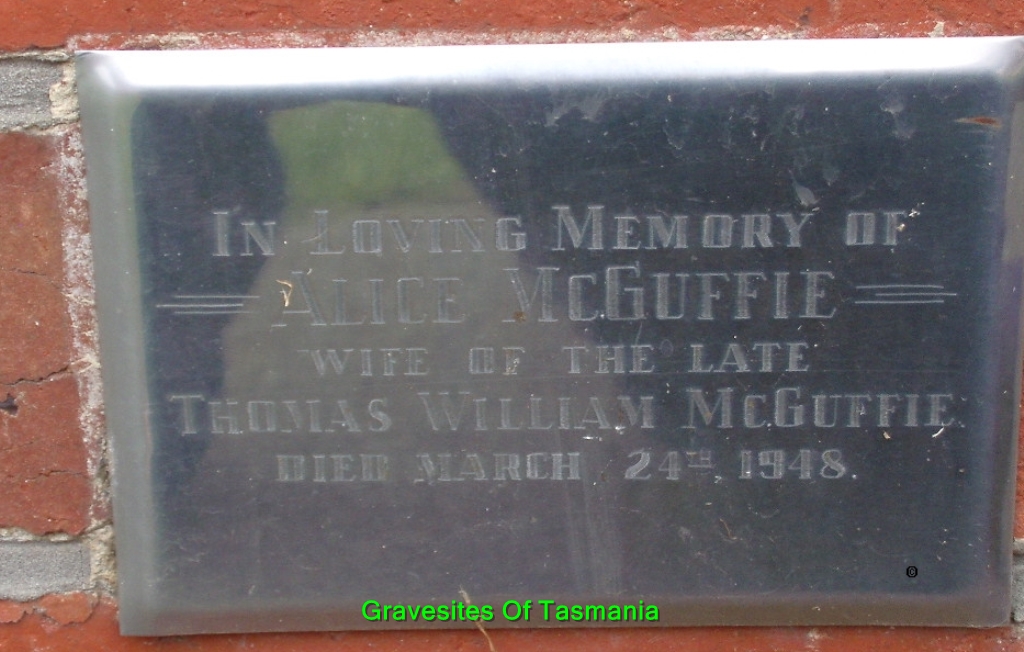 In Loving Memory of
Alice McGuffie
wife of the late
Thomas William McGuffie
died March 24th 1948.
©
Gravesites Of Tasmania